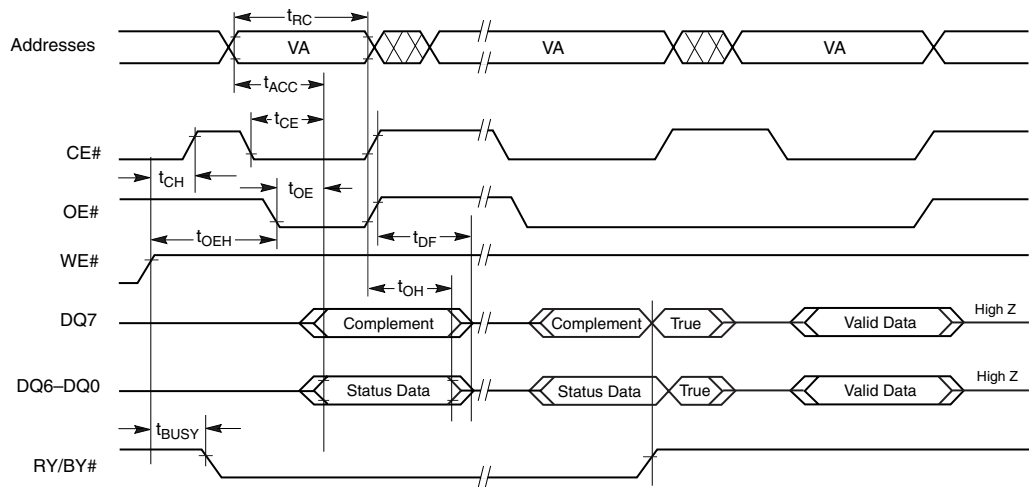 tRC
Addresses VA VA VA
tACC
tCE
CE#
tCH tOE
OE#
tOEH tDF
WE#
tOH
DQ7 Complement Complement True Valid Data High Z
DQ6–DQ0 Status Data Status Data True Valid Data High Z
tBUSY
RY/BY#